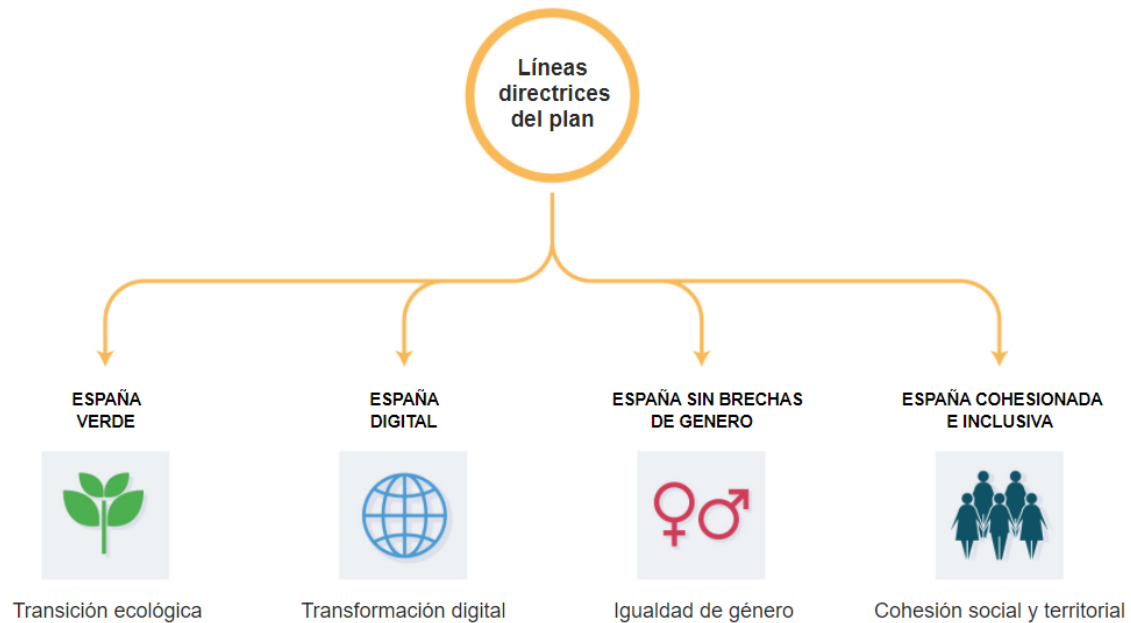 Líneas
directrices
del plan
ESPAÑA
VERDE
ESPAÑA
DIGITAL
ESPAÑA SIN BRECHAS
DE GENERO
ESPAÑA COHESIONADA
E INCLUSIVA
Transición ecológica
Transformación digital
Igualdad de género
Cohesión social y territorial